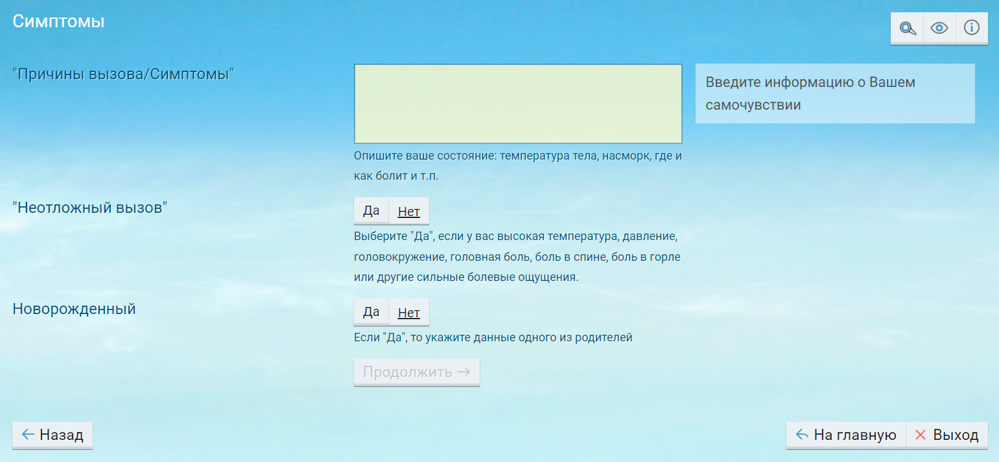 Симптомы
"Причины вызова/Симптомы"
Введите информацию о Вашем
самочувствии
Опишите ваше состояние: температура тела, насморк, где и
как болит и т.п.
"Неотложный вызов"
Да Нет
Выберите "Да", если у вас высокая температура, давление,
головокружение, головная боль, боль в спине, боль в горле
или другие сильные болевые ощущения.
Новорожденный
Да Нет
Если "Да", то укажите данные одного из родителей
Продолжить →
← Назад
На главную
Выход